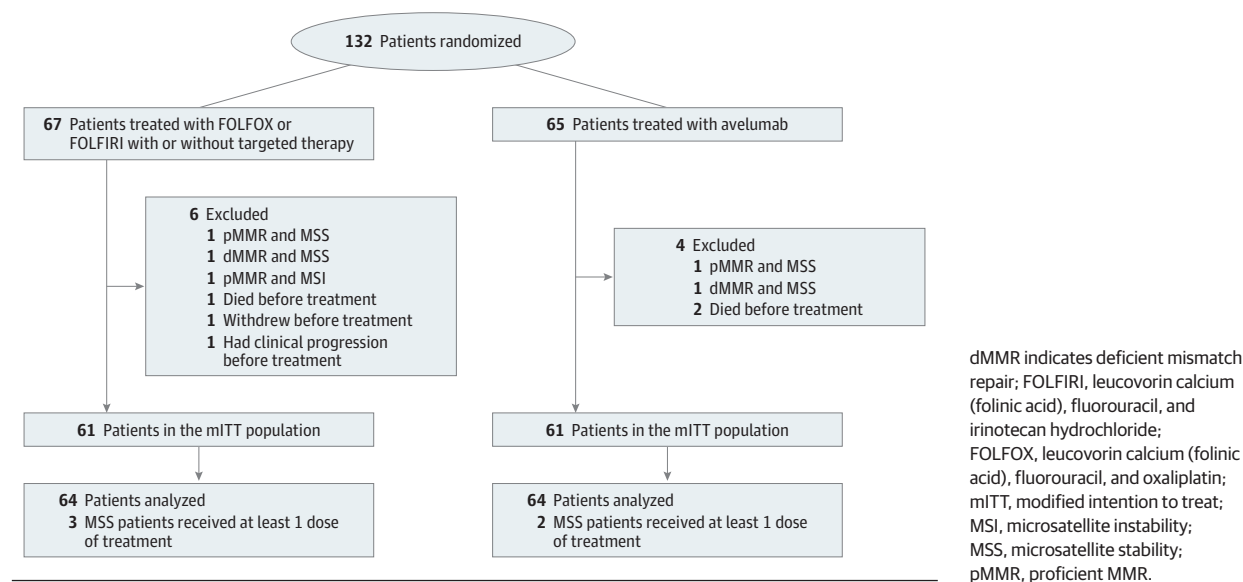 132 Patients randomized
67 Patients treated with FOLFOX or
FOLFIRI with or without targeted therapy
65 Patients treated with avelumab
6 Excluded
1 pMMR and MSS
1 dMMR and MSS
1 pMMR and MSI
1 Died before treatment
1 Withdrew before treatment
1 Had clinical progression
before treatment
4 Excluded
1 pMMR and MSS
1 dMMR and MSS
2 Died before treatment
61 Patients in the mITT population
61 Patients in the mITT population
64 Patients analyzed
3 MSS patients received at least 1 dose
of treatment
64 Patients analyzed
2 MSS patients received at least 1 dose
of treatment
dMMR indicates deficient mismatch
repair; FOLFIRI, leucovorin calcium
(folinic acid), fluorouracil, and
irinotecan hydrochloride;
FOLFOX, leucovorin calcium (folinic
acid), fluorouracil, and oxaliplatin;
mITT, modified intention to treat;
MSI, microsatellite instability;
MSS, microsatellite stability;
pMMR, proficient MMR.